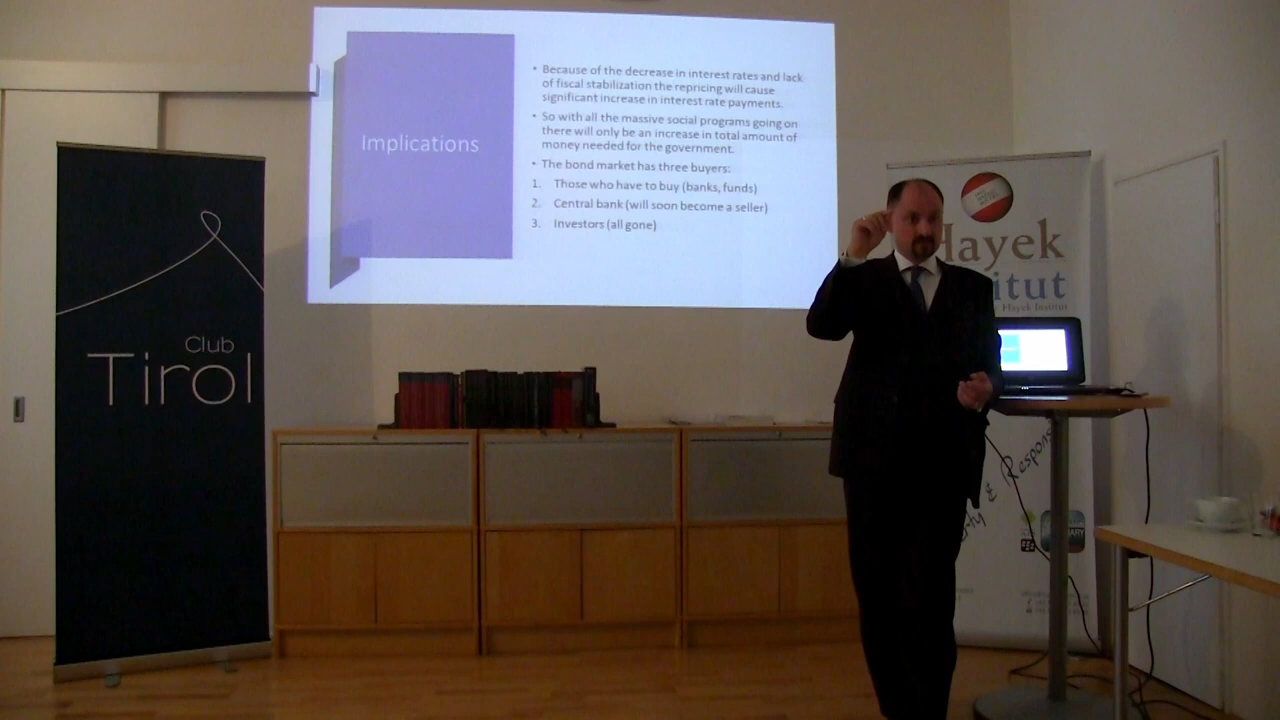 Implications
• Because of the decrease in interest rates and lack
of fiscal stabilization the repricing will cause
significant increase in interest rate payments.
• So with all the massive social programs going on
there will only be an increase in total amount of
money needed for the government.
• The bond market has three buyers:
1. Those who have to buy (banks, funds)
2. Central bank (will soon become a seller)
3. Investors (all gone)
Club
Tirol
Hayek
itut
Hayek Institut
erty & Respons